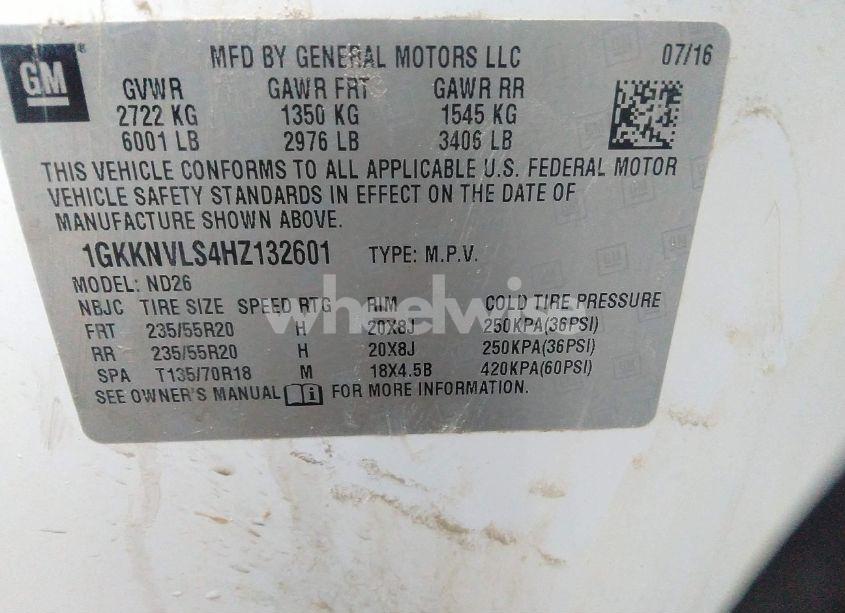 GM
MFD BY GENERAL MOTORS LLC 07/16
GVWR GAWR FRT GAWR RR
2722 KG 1350 KG 1545 KG
6001 LB 2976 LB 3406 LB
THIS VEHICLE CONFORMS TO ALL APPLICABLE U.S. FEDERAL MOTOR
VEHICLE SAFETY STANDARDS IN EFFECT ON THE DATE OF
MANUFACTURE SHOWN ABOVE.
1GKKNVLS4HZ132601 TYPE: M.P.V.
MODEL: ND26
NBJC TIRE SIZE SPEED RTG RIM COLD TIRE PRESSURE
FRT 235/55R20 H 20X8J 250KPA(36PSI)
RR 235/55R20 H 20X8J 250KPA(36PSI)
SPA T135/70R18 M 18X4.5B 420KPA(60PSI)
SEE OWNER'S MANUAL FOR MORE INFORMATION.